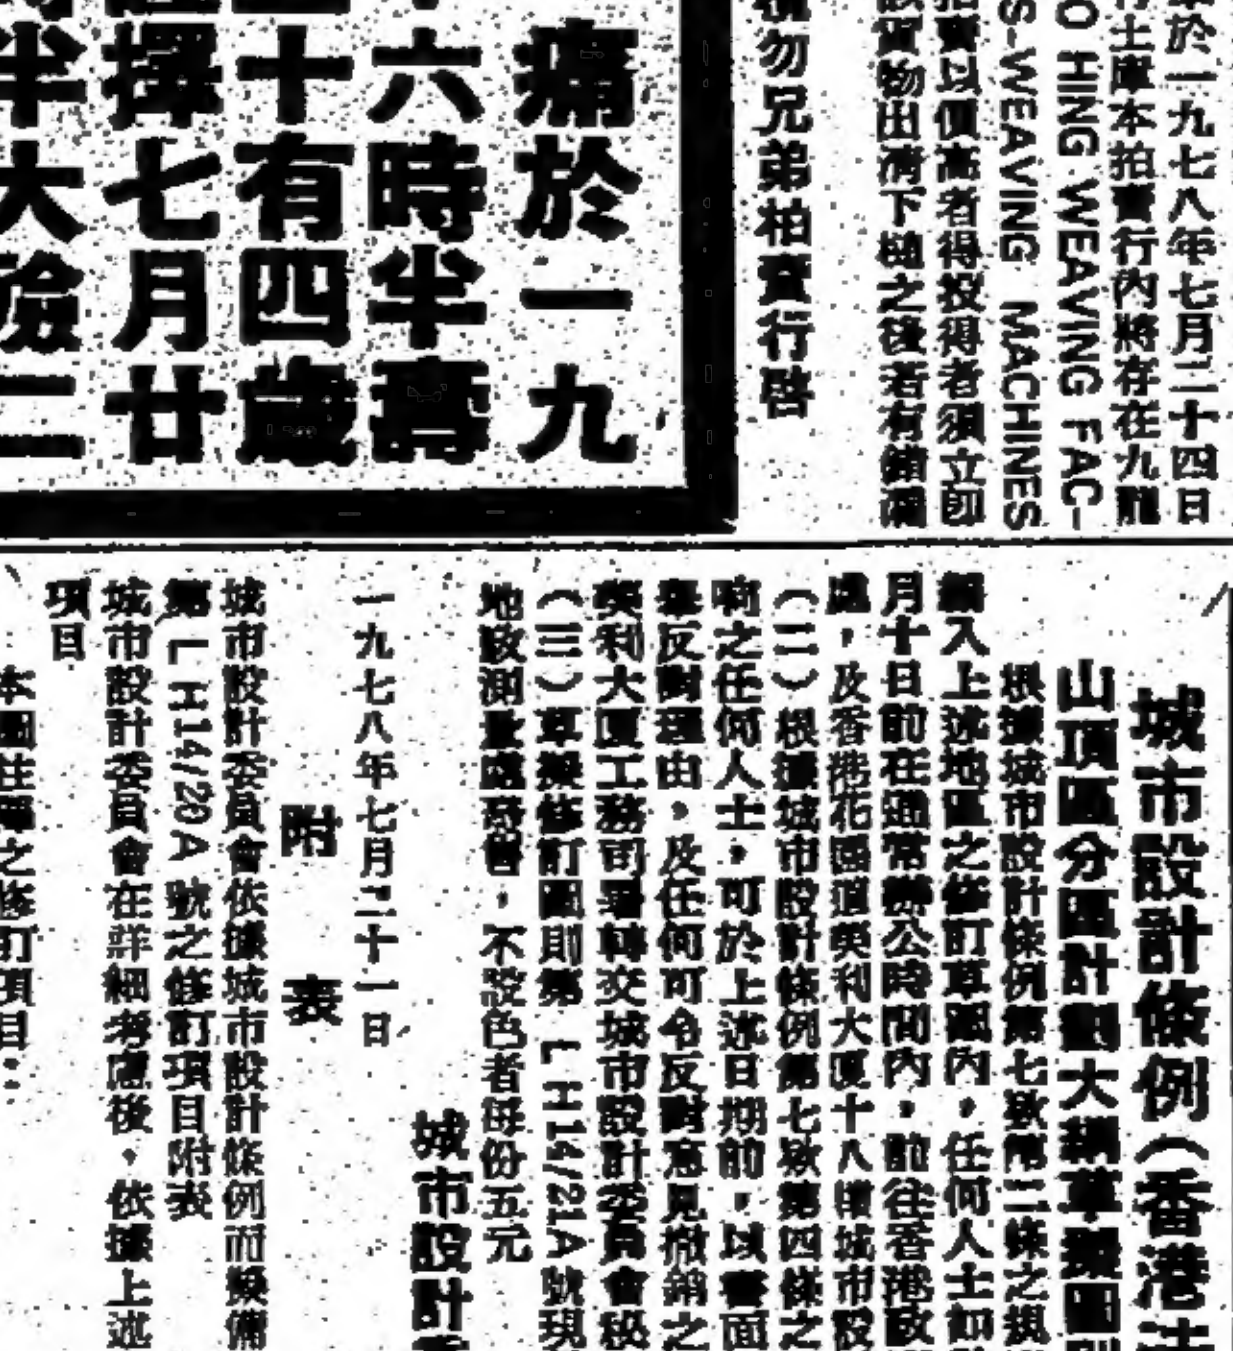 於一九七八年七月二十四日
士庫本拍賣行內將存在九龍
O HING WEAVING FAC-
S-WEAVING MACHINES
拍賣以價高者得投得者須立即
貨物出清下槌之後若有錯漏
勿兄弟拍賣行啓
痛於一九
六時半壽
十有四歲
擇七月廿
半大殮二
城市設計條例(香港法
山頂區分區計劃大綱草擬圖則
根據城市設計條例第七欵第二條之規
入上述地區之修訂草圖內,任何人士如
月十日前在通常辦公時間內,前往香港政
處,及香港花園道美利大廈十八樓城市設
(二)根據城市設計條例第七欵第四條之
之任何人士,可於上述日期前,以書面
反對理由,及任何可令反對意見撤銷之
美利大廈工務司署轉交城市設計委員會秘
(三)草擬修訂圖則第 LH14/21A號現
地政測量處發售,不設色者每份五元
城市設計委
一九七八年七月二十一日
附表
城市設計委員會依據城市設計條例而擬備
第LH14/20A號之修訂項目附表
城市設計委員會在詳細考慮後,依據上述
項目.
本圖註釋之修訂項目: